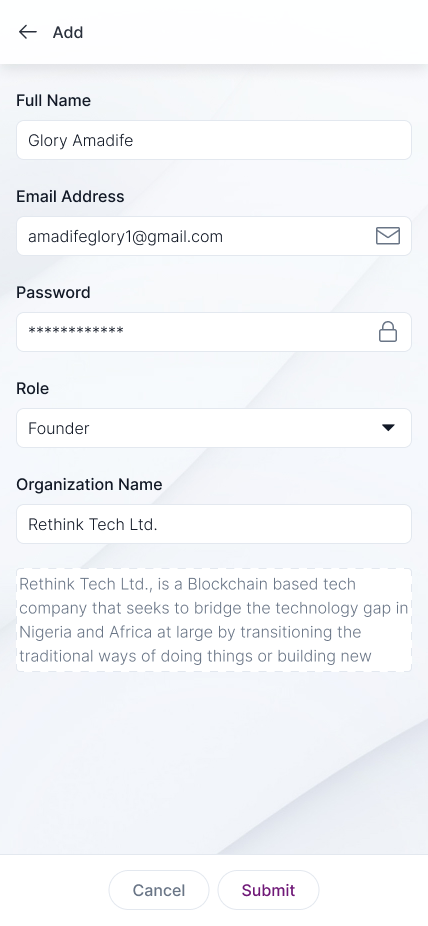 Add
Full Name
Glory Amadife
Email Address
amadifeglory1@gmail.com
Password
************
Role
Founder
Organization Name
Rethink Tech Ltd.
Rethink Tech Ltd., is a Blockchain based tech
company that seeks to bridge the technology gap in
Nigeria and Africa at large by transitioning the
traditional ways of doing things or building new
Cancel
Submit